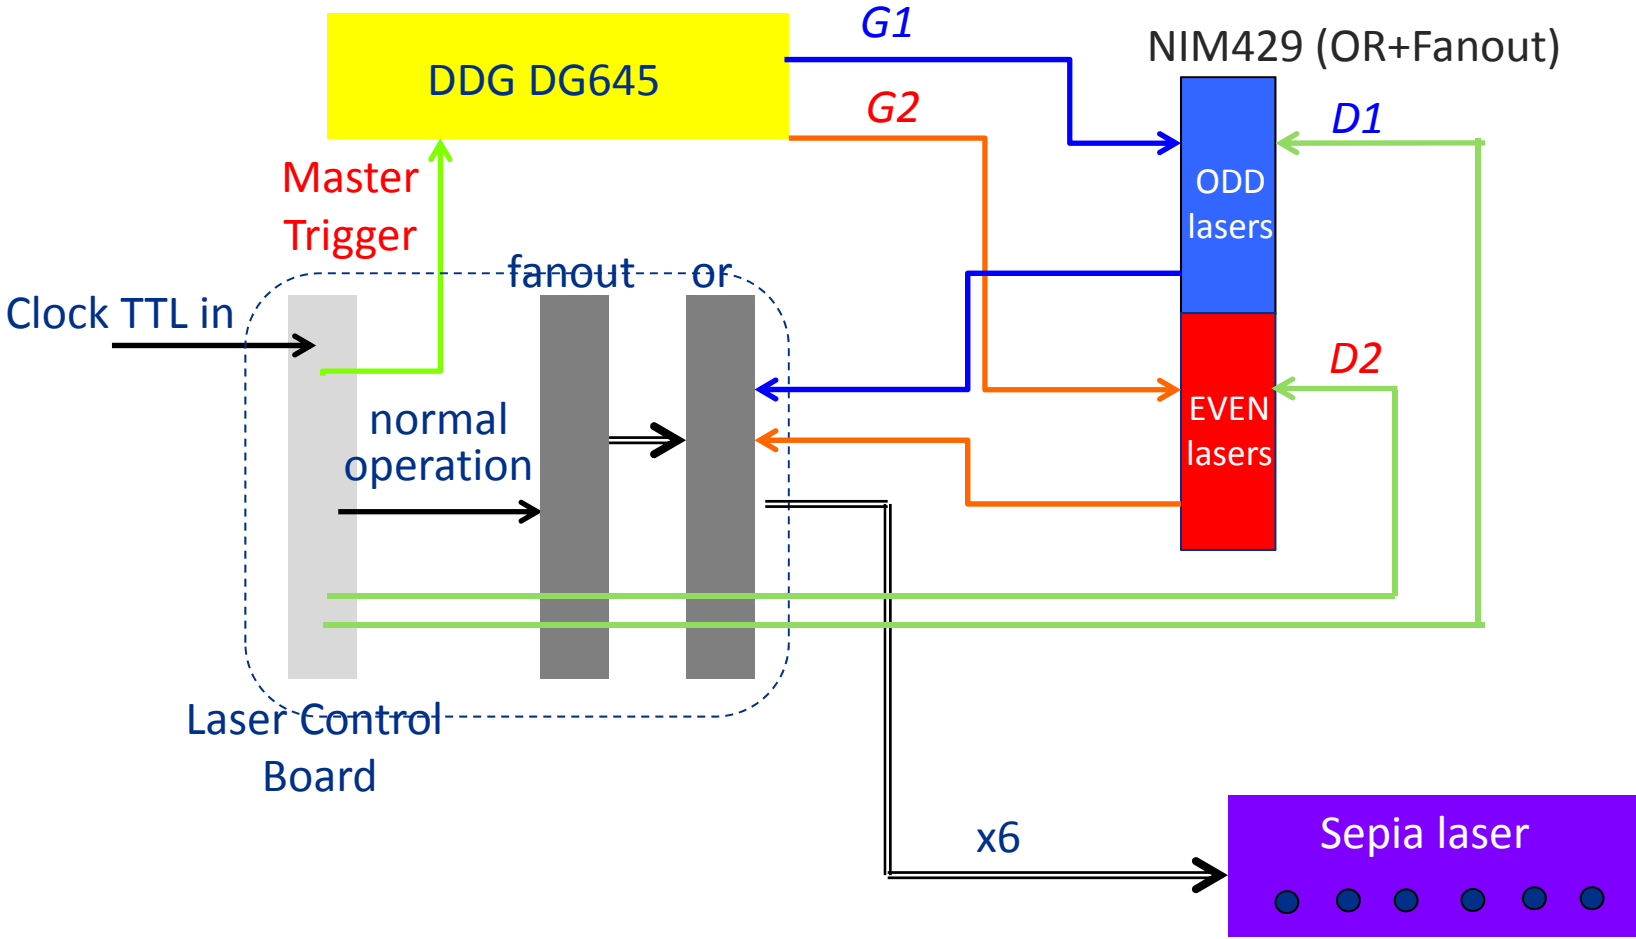 G1
DDG DG645
G2
NIM429 (OR+Fanout)
D1
ODD
lasers
Master
Trigger
fanout or
Clock TTL in
D2
EVEN
lasers
normal
operation
Laser Control
Board
x6
Sepia laser